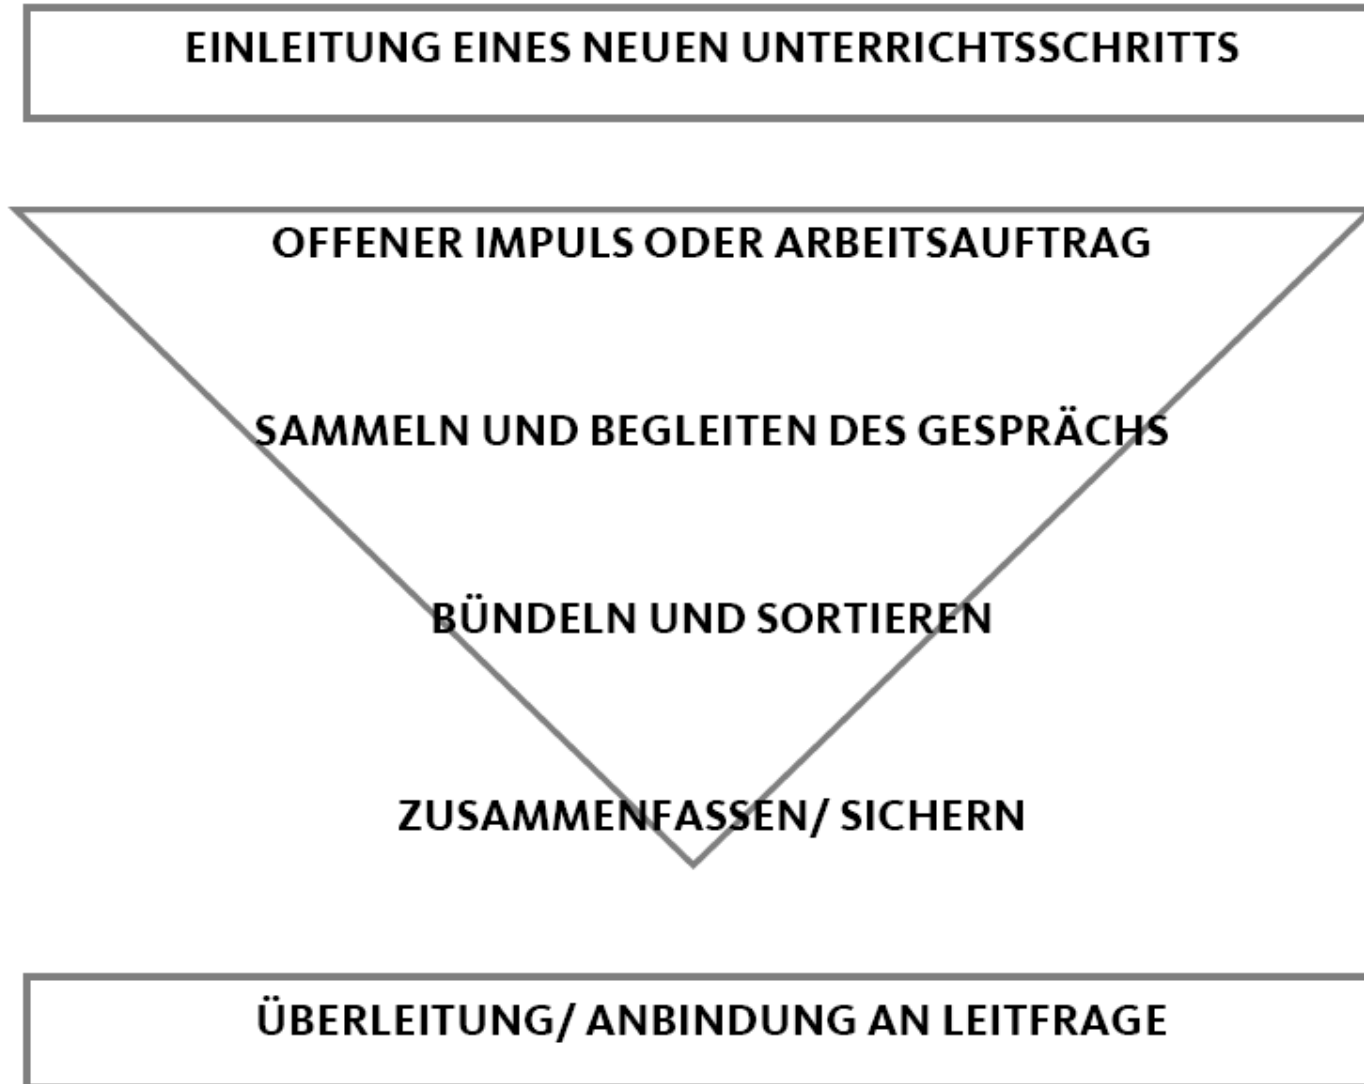 EINLEITUNG EINES NEUEN UNTERRICHTSSCHRITTS
OFFENER IMPULS ODER ARBEITSAUFTRAG
SAMMELN UND BEGLEITEN DES GESPRÄCHS
BÜNDELN UND SORTIEREN
ZUSAMMENFASSEN/ SICHERN
ÜBERLEITUNG/ ANBINDUNG AN LEITFRAGE